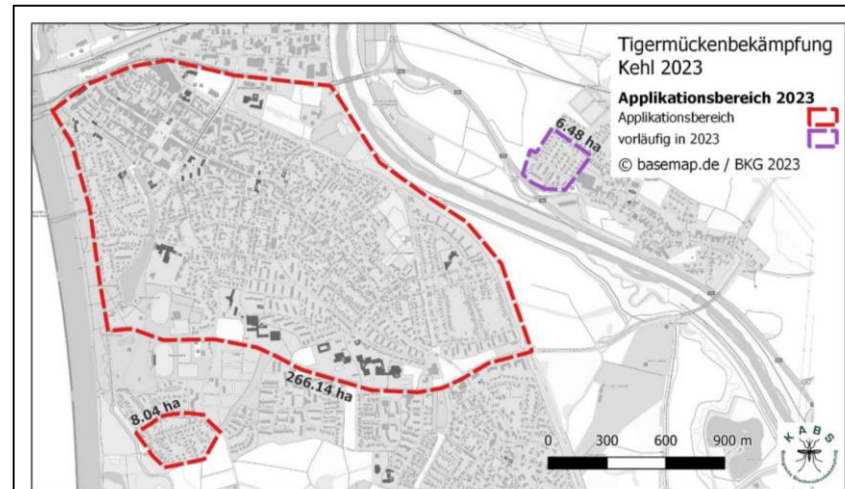 Tigermückenbekämpfung
Kehl 2023
Applikationsbereich 2023
Applikationsbereich
vorläufig in 2023
© basemap.de / BKG 2023
6.48 ha
266.14 ha
8.04 ha
0 300 600 900 m
KABS